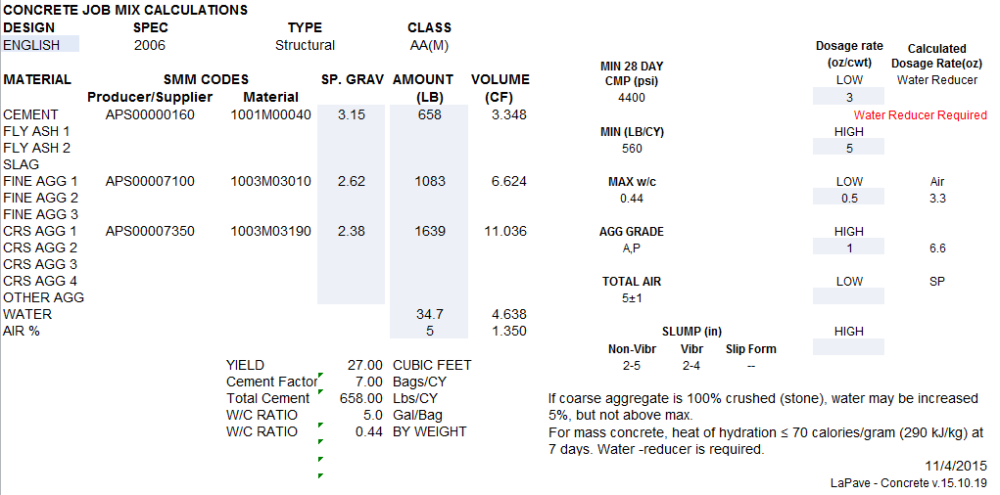 CONCRETE JOB MIX CALCULATIONS
DESIGN SPEC TYPE CLASS
ENGLISH 2006 Structural AA(M)
MATERIAL SMM CODES SP. GRAV AMOUNT VOLUME
Producer/Supplier Material (LB) (CF)
CEMENT APS00000160 1001M00040 3.15 658 3.348
FLY ASH 1
FLY ASH 2
SLAG
FINE AGG 1 APS00007100 1003M03010 2.62 1083 6.624
FINE AGG 2
FINE AGG 3
CRS AGG 1 APS00007350 1003M03190 2.38 1639 11.036
CRS AGG 2
CRS AGG 3
CRS AGG 4
OTHER AGG
WATER 34.7 4.638
AIR % 5 1.350
YIELD 27.00 CUBIC FEET
Cement Factor 7.00 Bags/CY
Total Cement 658.00 Lbs/CY
W/C RATIO 5.0 Gal/Bag
W/C RATIO 0.44 BY WEIGHT
MIN 28 DAY
CMP (psi)
4400
MIN (LB/CY)
560
MAX w/c
0.44
AGG GRADE
A,P
TOTAL AIR
5±1
SLUMP (in)
Non-Vibr Vibr Slip Form
2-5 2-4 --
Dosage rate Calculated
(oz/cwt) Dosage Rate(oz)
LOW Water Reducer
3
Water Reducer Required
HIGH
5
LOW Air
0.5 3.3
HIGH
1 6.6
LOW SP
HIGH
If coarse aggregate is 100% crushed (stone), water may be increased
5%, but not above max.
For mass concrete, heat of hydration ≤ 70 calories/gram (290 kJ/kg) at
7 days. Water -reducer is required.
11/4/2015
LaPave - Concrete v.15.10.19